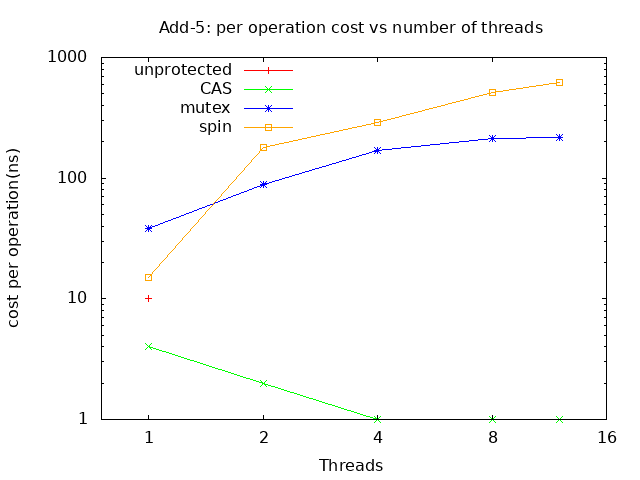 Add-5: per operation cost vs number of threads
1000
unprotected
CAS
mutex
spin
100
10
1
cost per operation(ns)
1 2 4 8 16
Threads